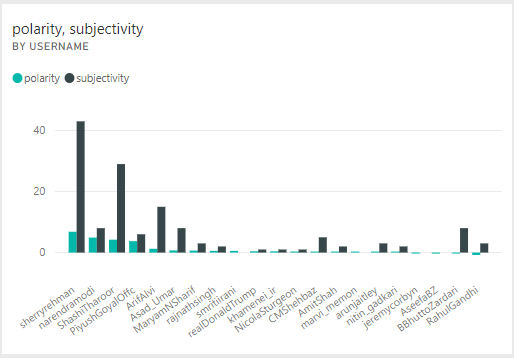 polarity, subjectivity
BY USERNAME
polarity subjectivity
40
20
0
sherryrehman
narendramodi
ShashiTharoor
PiyushGoyalOffc
ArifAlvi
Asad_Umar
MaryamNSharif
rajnathsingh
smritiirani
realDonaldTrump
khamenei_ir
NicolaSturgeon
CMShehbaz
AmitShah
marvi_memon
arunjaitley
nitin_gadkari
jeremycorbyn
AseefaBZ
BBhuttoZardari
RahulGandhi